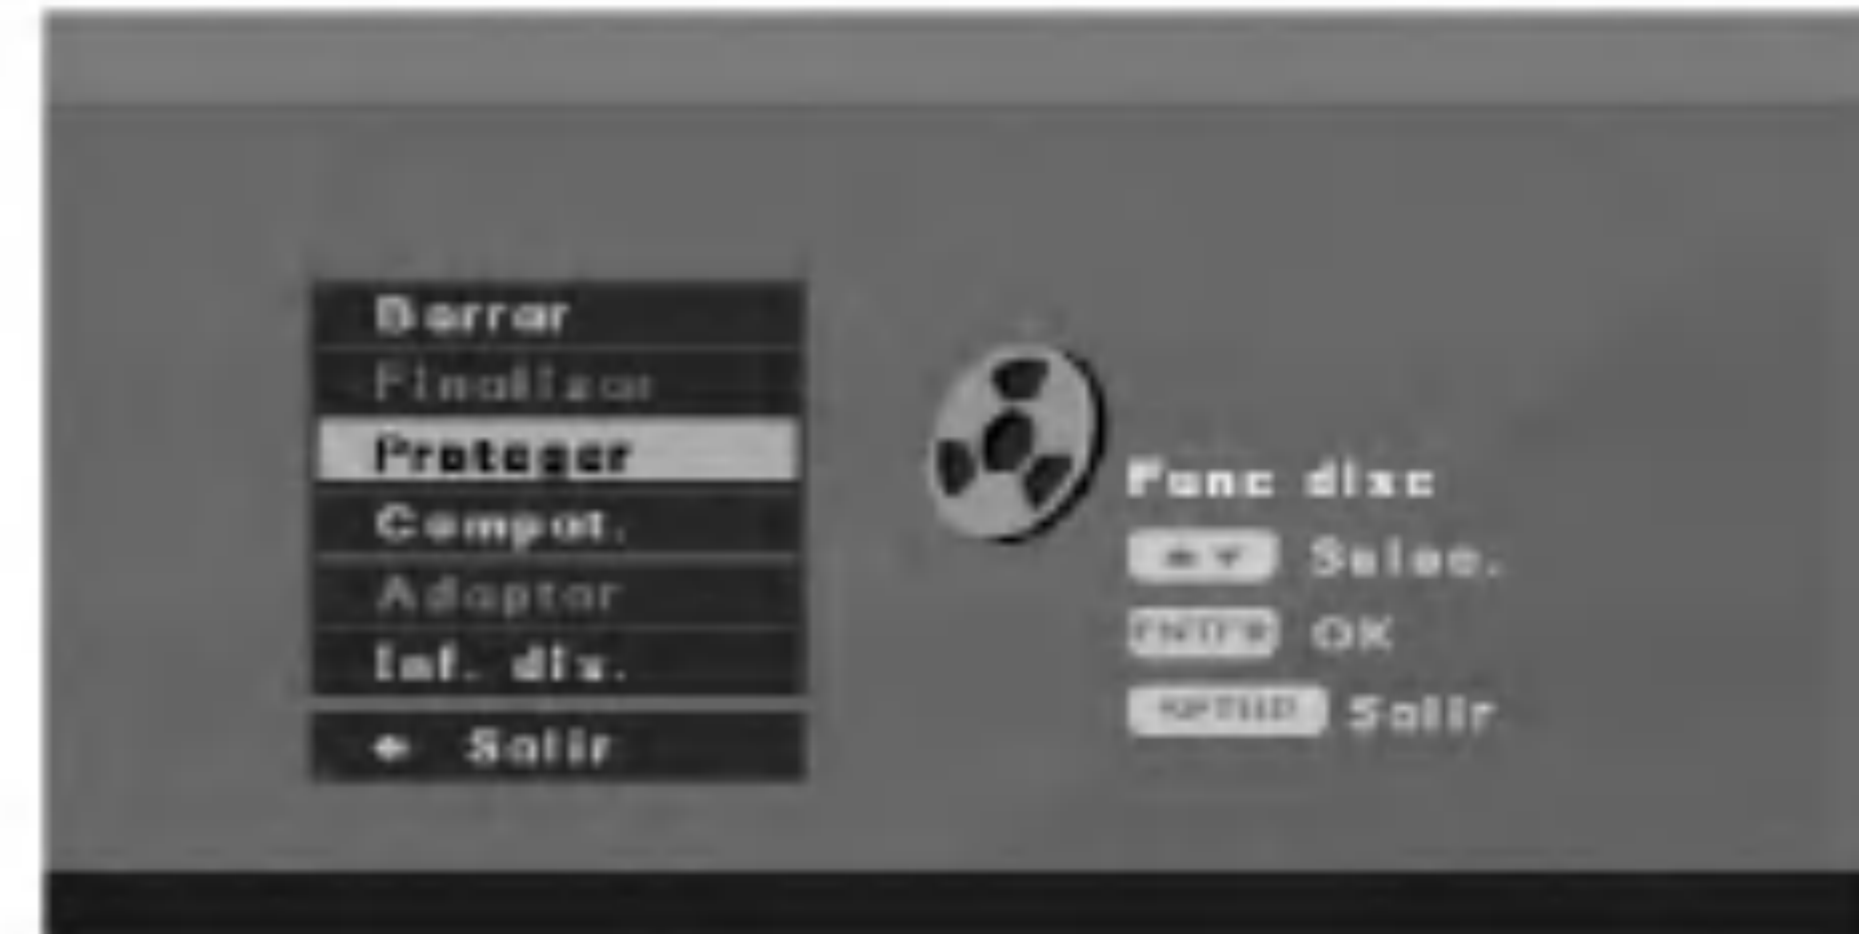 Borrar
Finalizar
Proteger
Compat.
Adaptar
Inf. dis.
Salir
Func disc
Selec.
ENTER OK
SETUP Salir